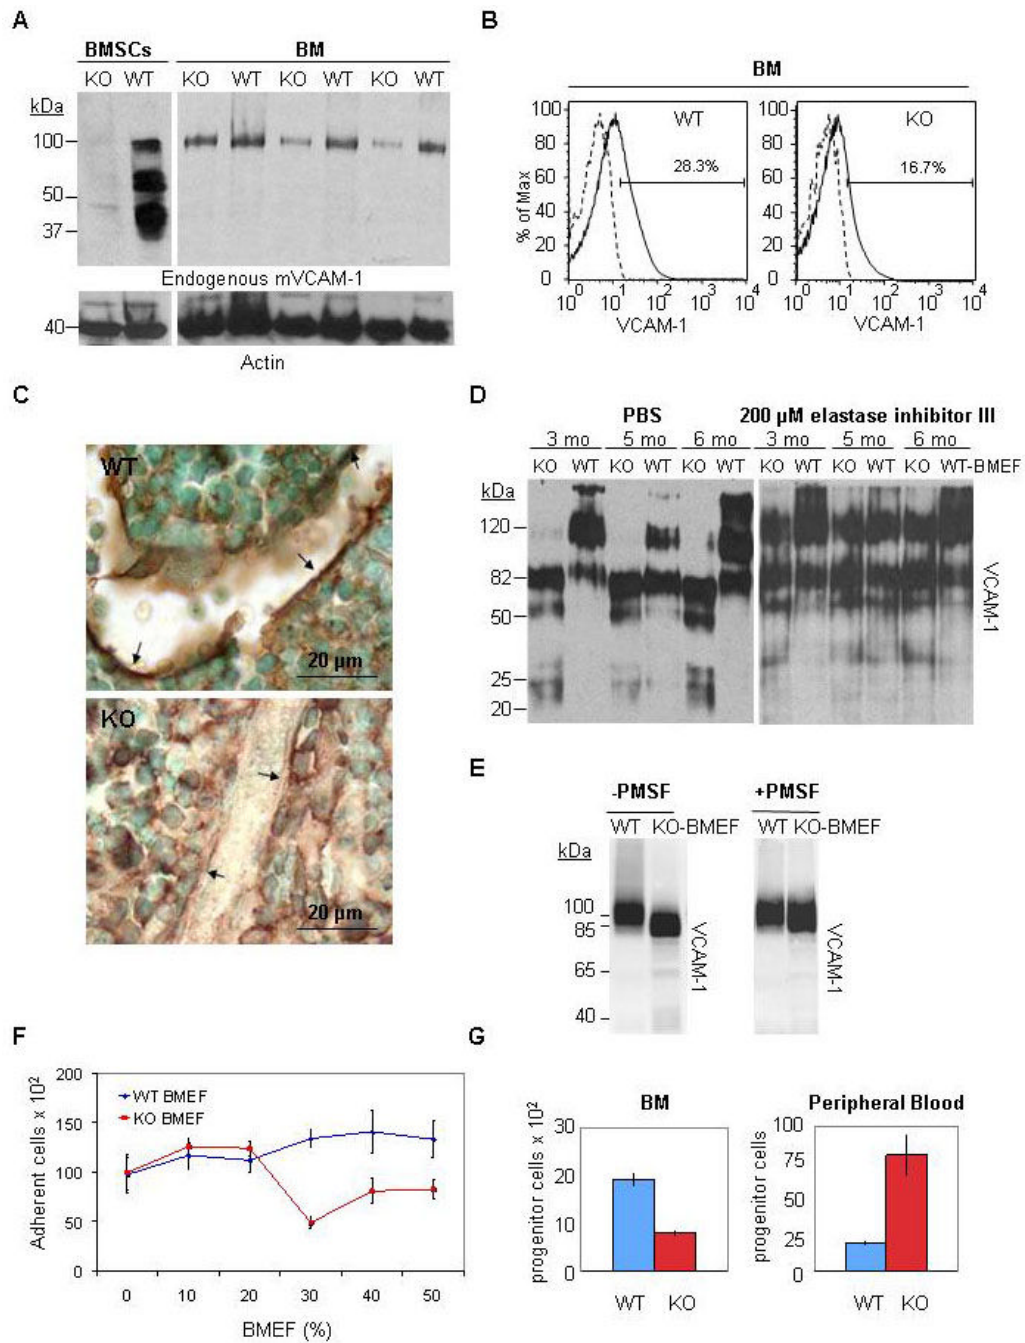 A
BMSCs BM
KO WT KO WT KO WT KO WT
kDa
100
50
37
Endogenous mVCAM-1
40
Actin
B
BM
% of Max
100
80
60
40
20
0
WT
28.3%
10^0 10^1 10^2 10^3 10^4
VCAM-1
100
80
60
40
20
0
KO
16.7%
10^0 10^1 10^2 10^3 10^4
VCAM-1
C
WT
20 µm
KO
20 µm
D
PBS 200 µM elastase inhibitor III
3 mo 5 mo 6 mo 3 mo 5 mo 6 mo
KO WT KO WT KO WT KO WT KO WT KO WT-BMEF
kDa
120
82
50
25
20
VCAM-1
E
-PMSF +PMSF
WT KO-BMEF WT KO-BMEF
kDa
100
85
65
40
VCAM-1
VCAM-1
F
Adherent cells x 10^2
200
150
100
50
0
WT BMEF
KO BMEF
0 10 20 30 40 50
BMEF (%)
G
BM
progenitor cells x 10^2
30
20
10
0
WT KO
Peripheral Blood
progenitor cells
100
75
50
25
0
WT KO